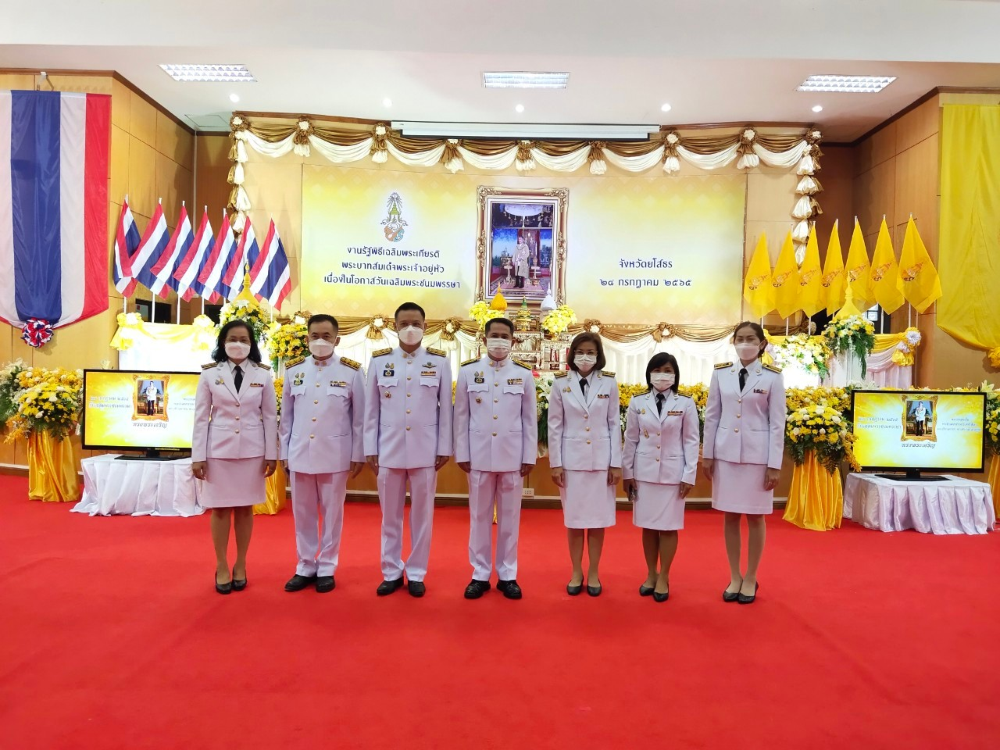 งานรัฐพิธีเฉลิมพระเกียรติ
พระบาทสมเด็จพระเจ้าอยู่หัว
เนื่องในโอกาสวันเฉลิมพระชนมพรรษา
จังหวัดยโสธร
๒๘ กรกฎาคม ๒๕๖๕
ทรงพระเจริญ
ทรงพระเจริญ